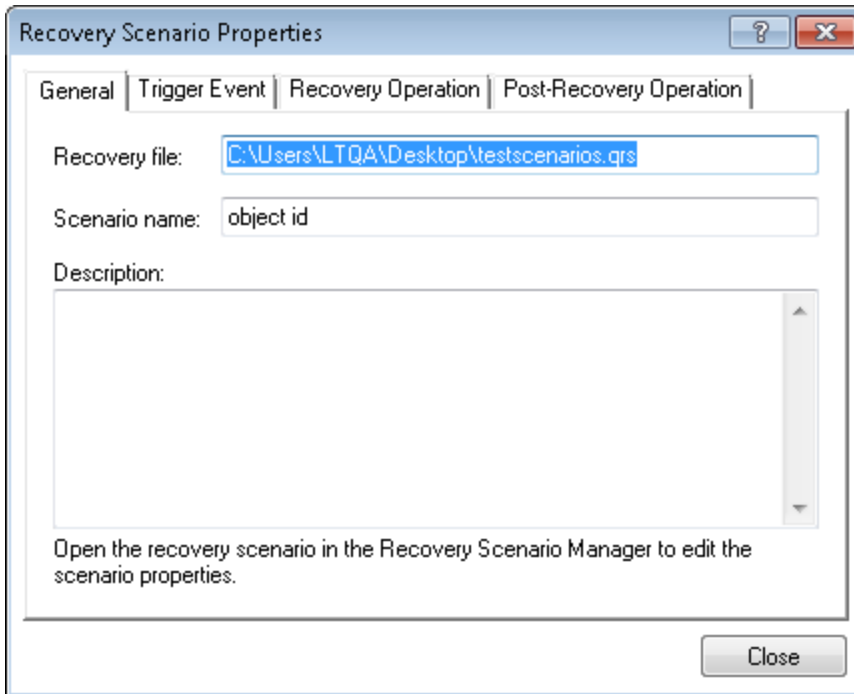 Recovery Scenario Properties
General Trigger Event Recovery Operation Post-Recovery Operation
Recovery file: C:\Users\LTQA\Desktop\testscenarios.qrs
Scenario name: object id
Description:
Open the recovery scenario in the Recovery Scenario Manager to edit the
scenario properties.
Close